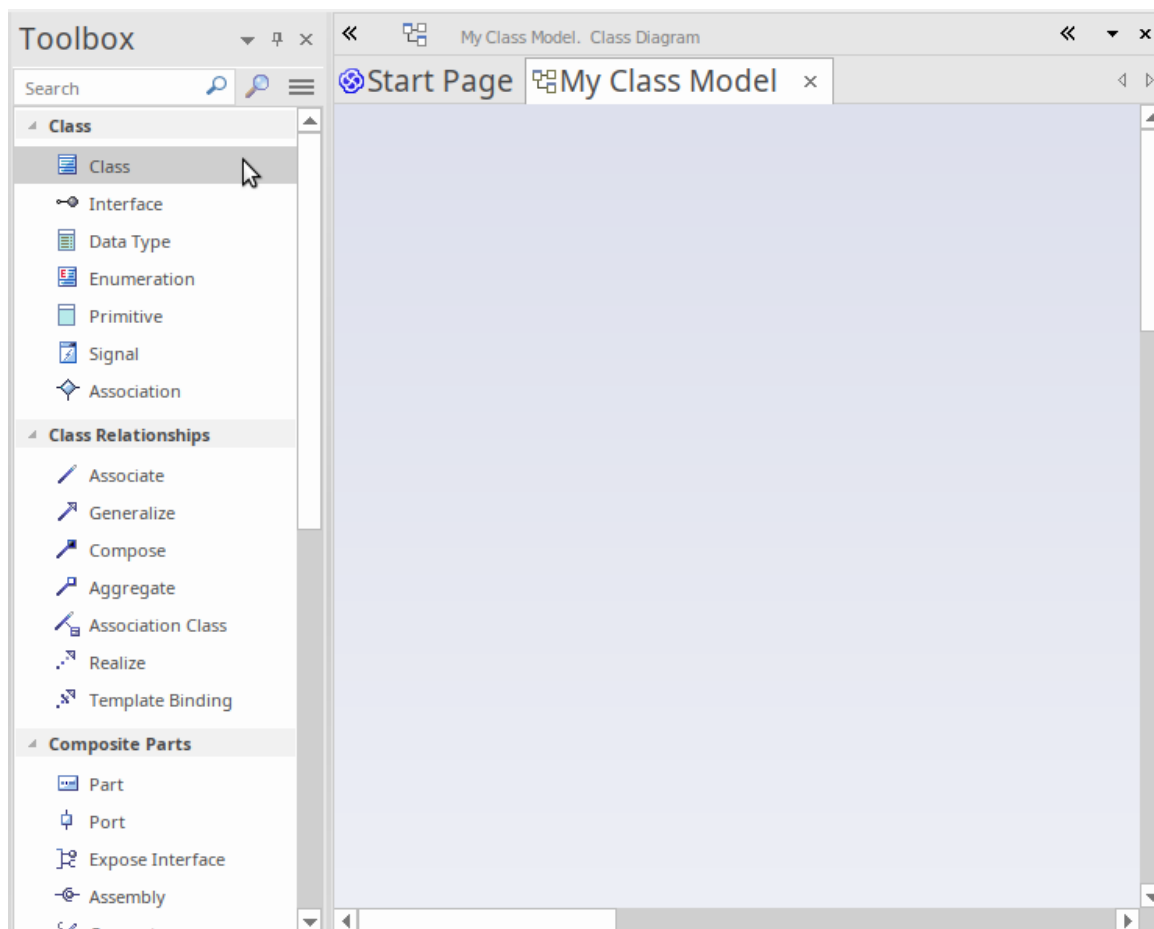 Toolbox
My Class Model. Class Diagram
Search
Start Page
My Class Model
Class
Class
Interface
Data Type
Enumeration
Primitive
Signal
Association
Class Relationships
Associate
Generalize
Compose
Aggregate
Association Class
Realize
Template Binding
Composite Parts
Part
Port
Expose Interface
Assembly